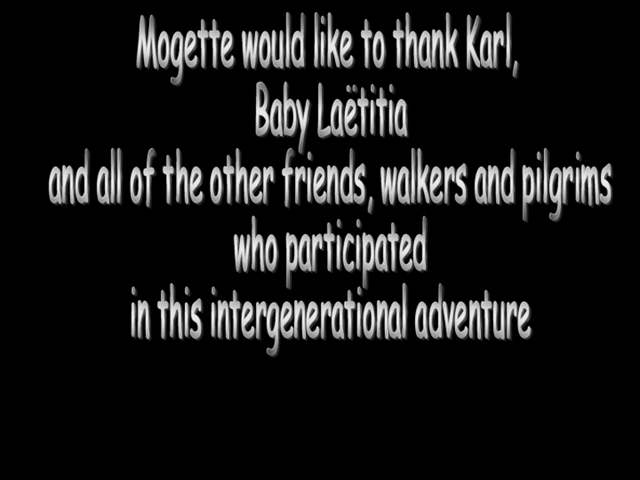 Mogette would like to thank Karl,
Baby Laëtitia
and all of the other friends, walkers and pilgrims
who participated
in this intergenerational adventure